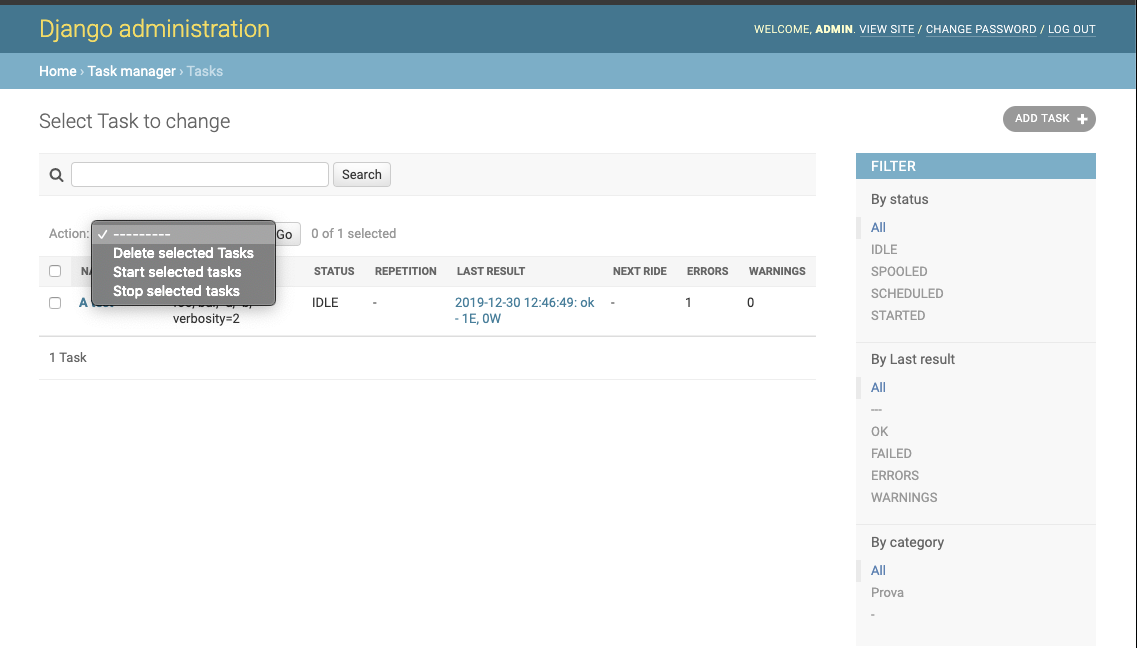 Django administration
WELCOME, ADMIN. VIEW SITE / CHANGE PASSWORD / LOG OUT
Home › Task manager › Tasks
Select Task to change
ADD TASK +
Search
Action:
✓ ---------
Delete selected Tasks
Start selected tasks
Stop selected tasks
Go
0 of 1 selected
STATUS REPETITION LAST RESULT NEXT RIDE ERRORS WARNINGS
A
IDLE - 2019-12-30 12:46:49: ok - 1 0
verbosity=2 - 1E, 0W
1 Task
FILTER
By status
All
IDLE
SPOOLED
SCHEDULED
STARTED
By Last result
All
---
OK
FAILED
ERRORS
WARNINGS
By category
All
Prova
-